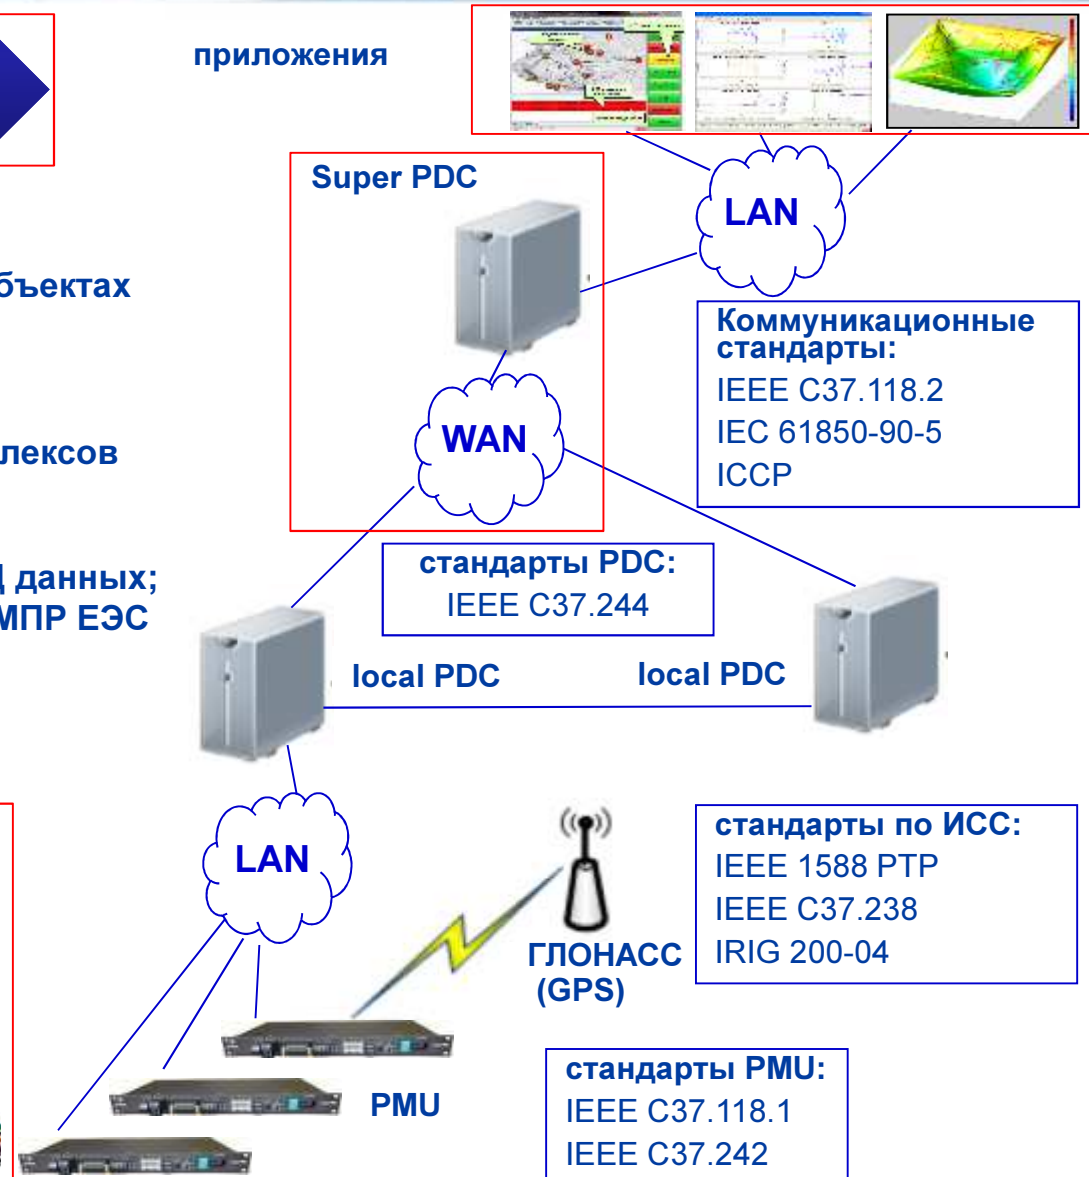 приложения
Super PDC
LAN
бъектах
Коммуникационные
стандарты:
IEEE C37.118.2
IEC 61850-90-5
ICCP
WAN
лексов
стандарты PDC:
IEEE C37.244
данных;
МПР ЕЭС
local PDC
local PDC
LAN
стандарты по ИСС:
IEEE 1588 PTP
IEEE C37.238
IRIG 200-04
ГЛОНАСС
(GPS)
PMU
стандарты PMU:
IEEE C37.118.1
IEEE C37.242